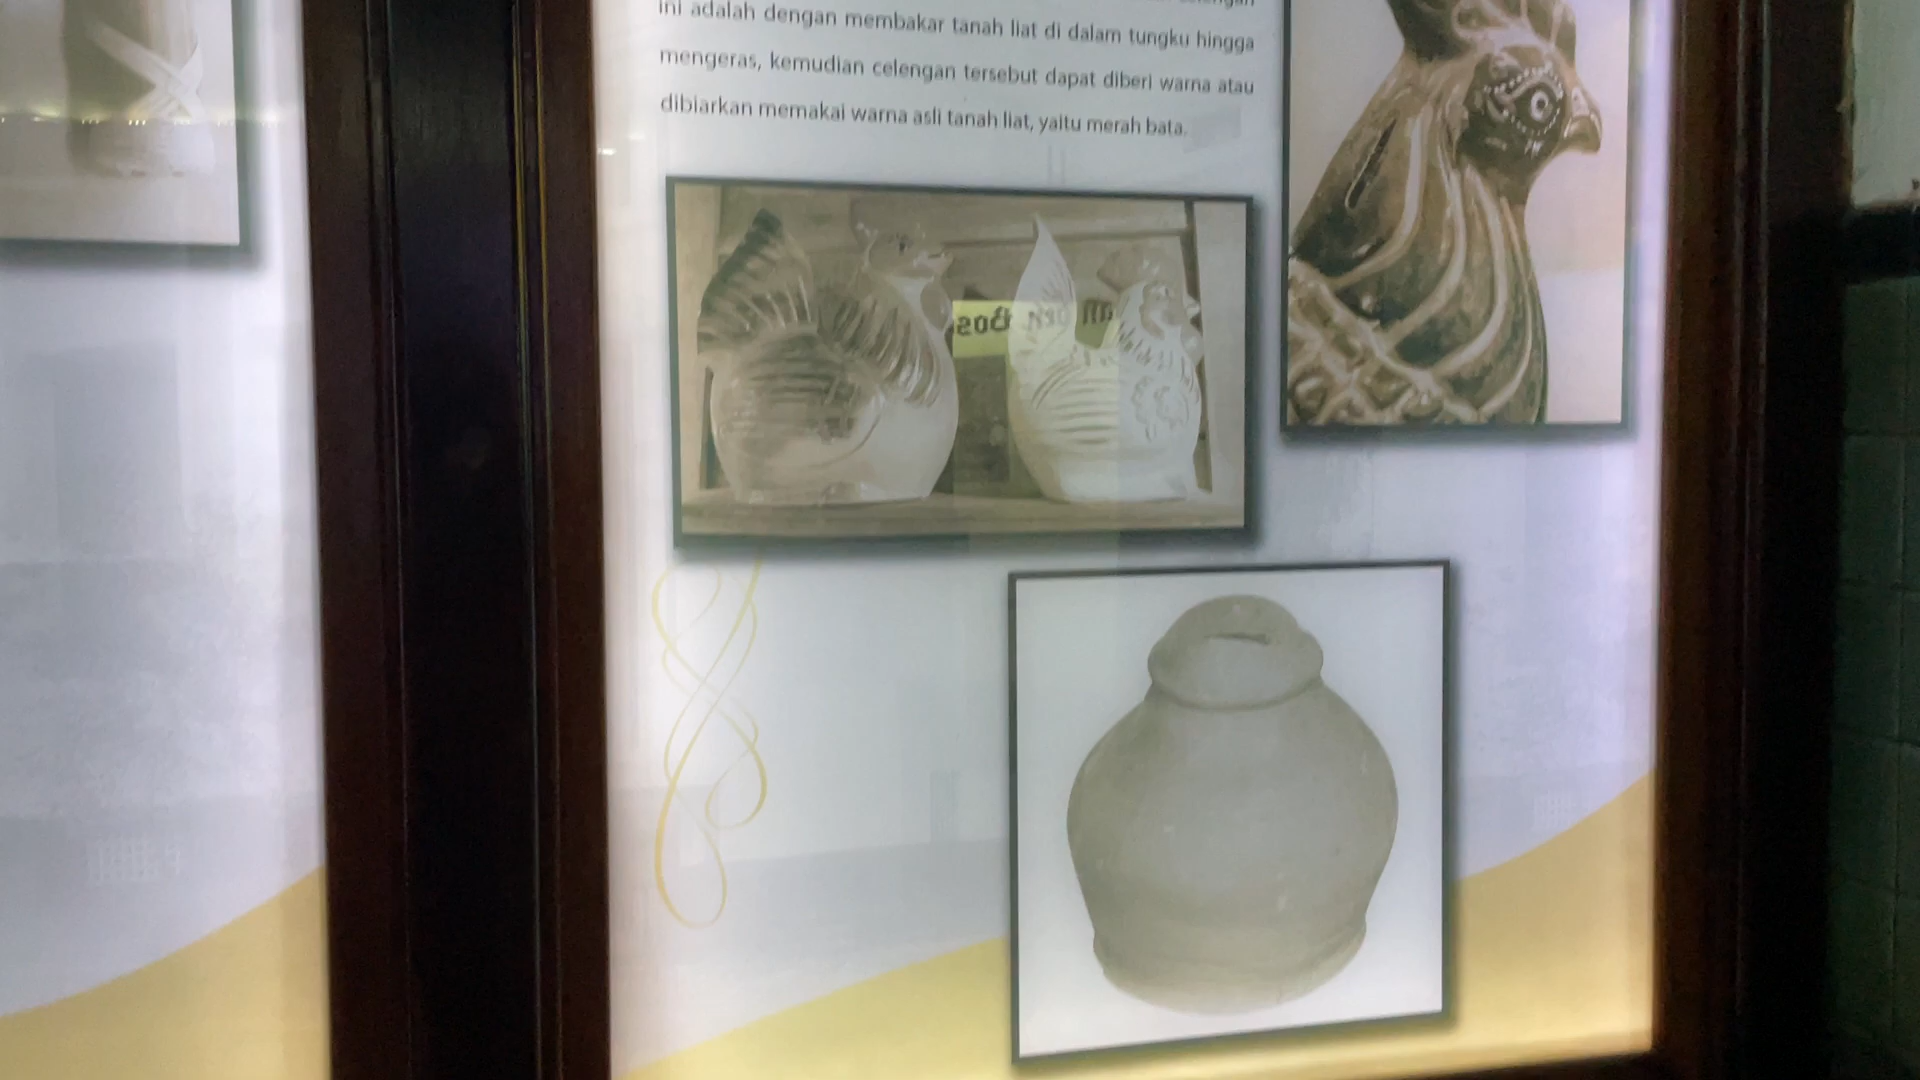 ini adalah dengan membakar tanah liat di dalam tungku hingga
mengeras, kemudian celengan tersebut dapat diberi warna atau
dibiarkan memakai warna asli tanah liat, yaitu merah bata.